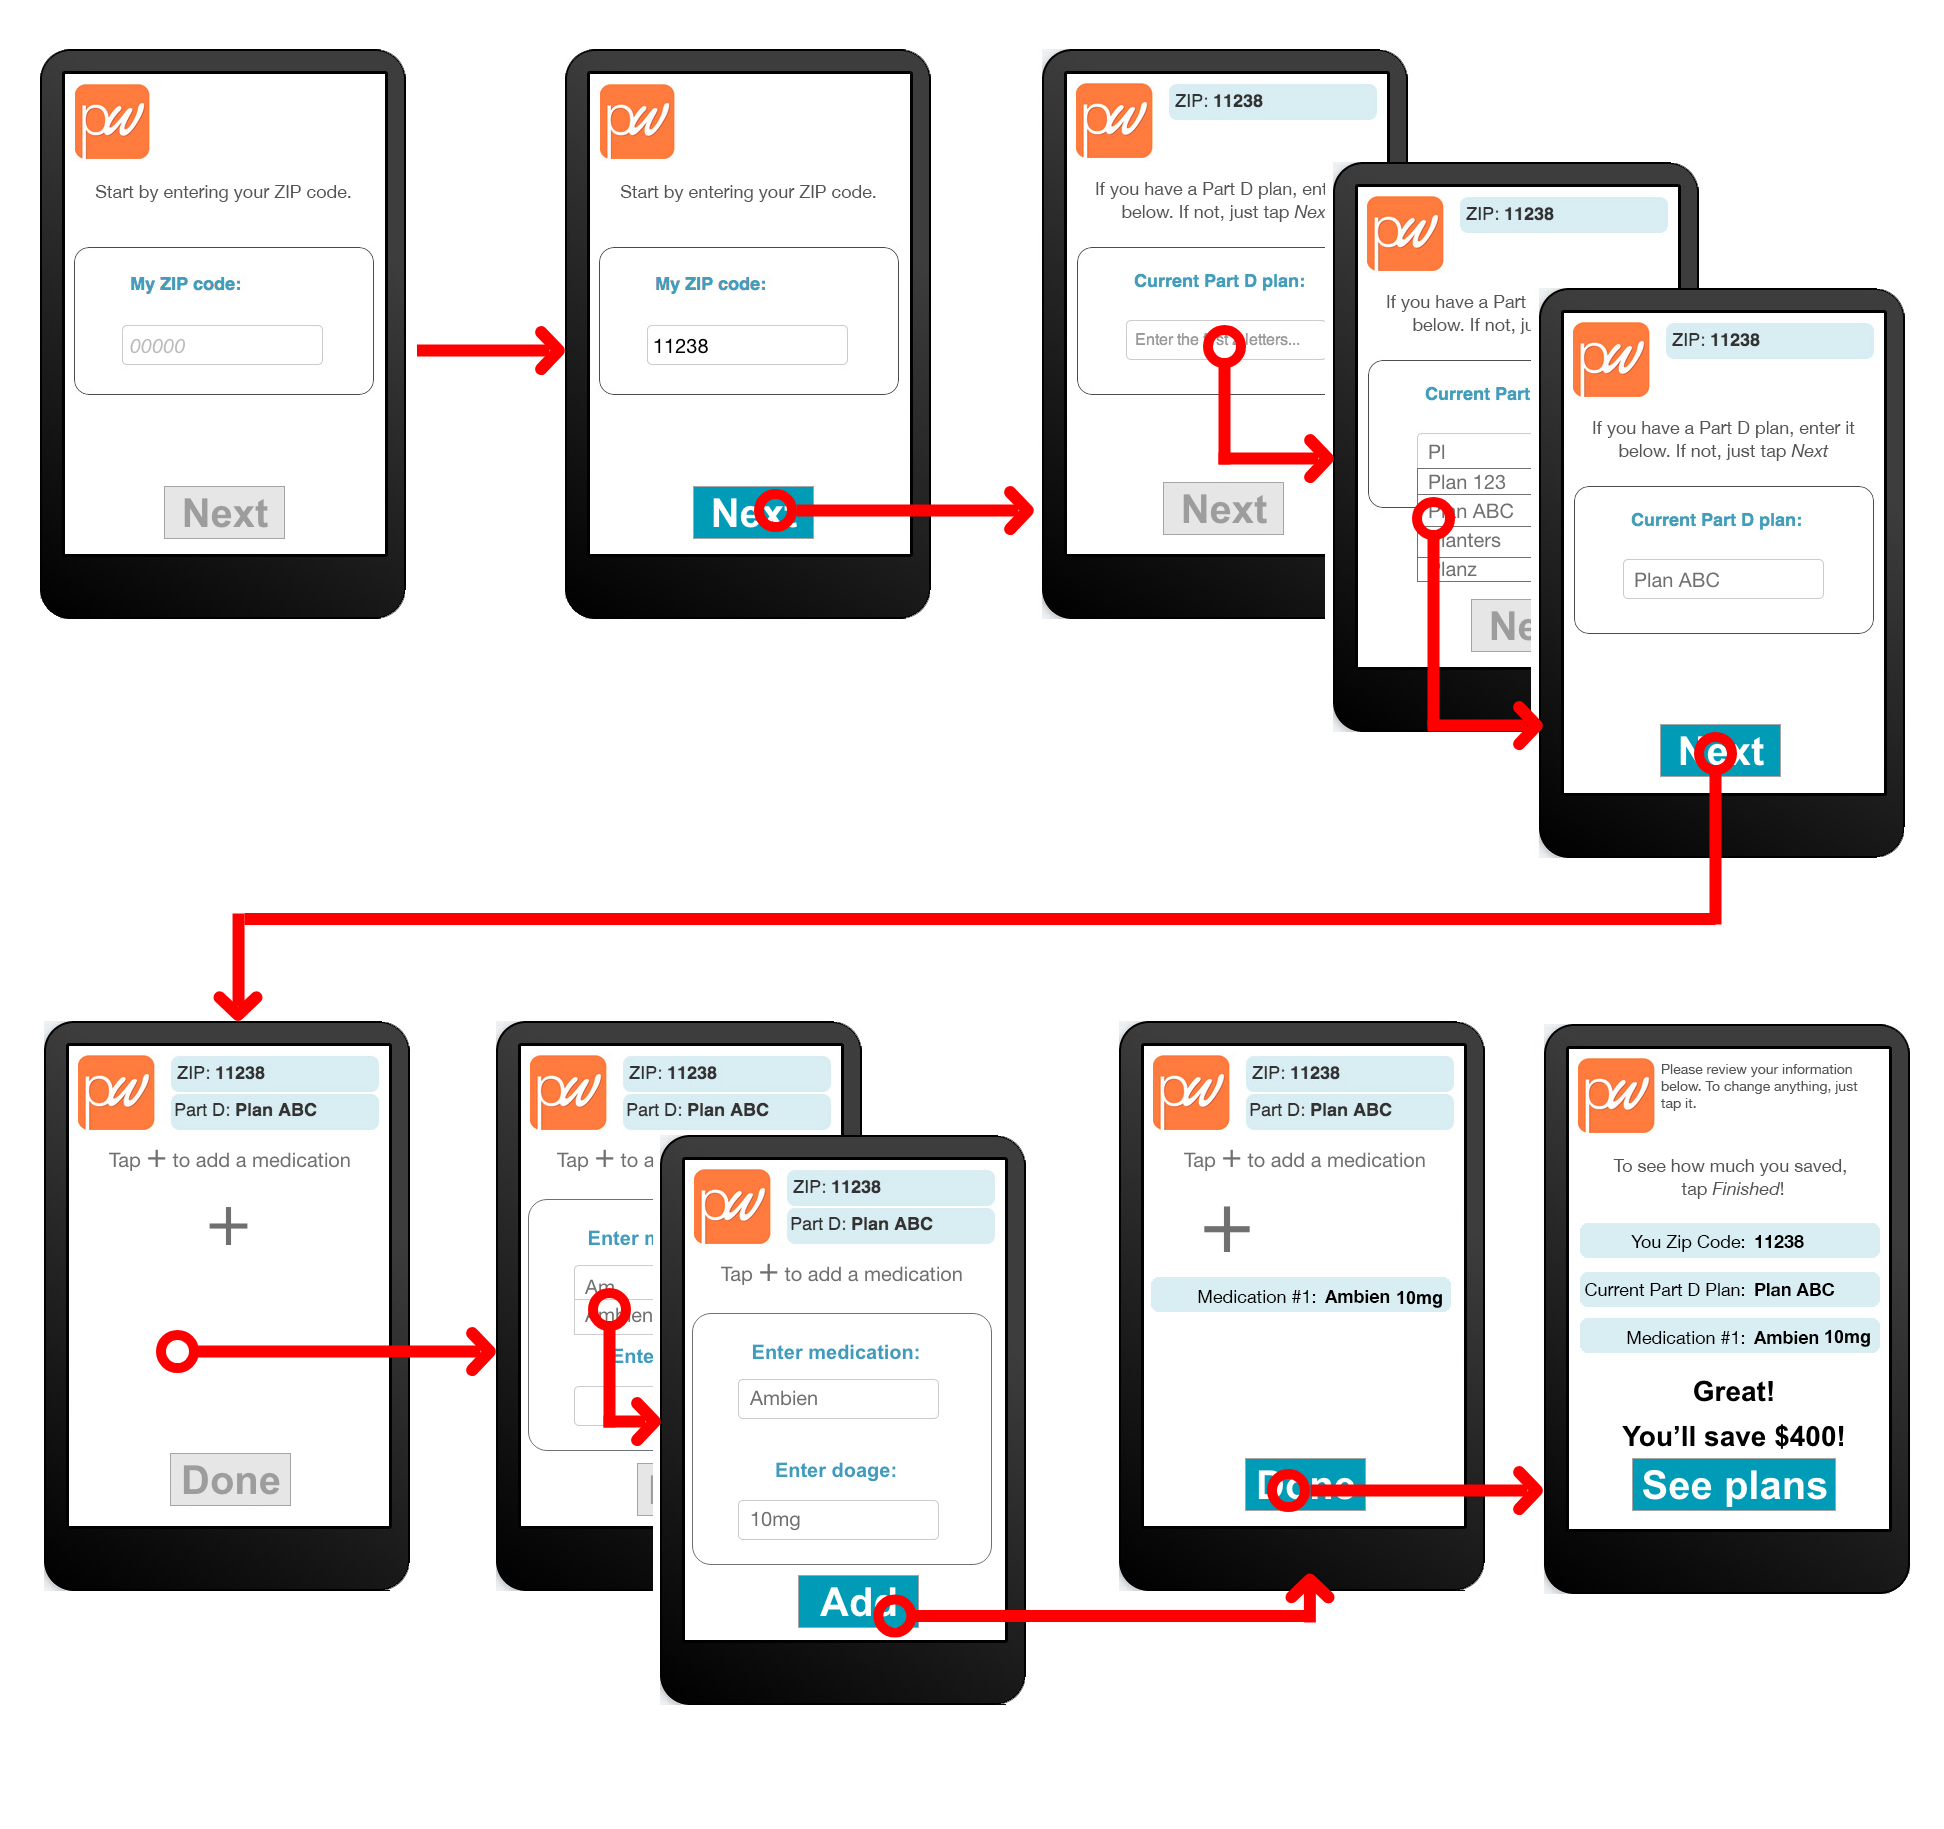 pw
Start by entering your ZIP code.
My ZIP code:
00000
Next
pw
Start by entering your ZIP code.
My ZIP code:
11238
Next
pw
ZIP: 11238
If you have a Part D plan, ent
below. If not, just tap Nex
Current Part D plan:
Enter the letters...
Next
pw
ZIP: 11238
If you have a Part
below. If not, ju
Current Part
Pl
Plan 123
Plan ABC
Planters
Planz
Ne
pw
ZIP: 11238
If you have a Part D plan, enter it
below. If not, just tap Next
Current Part D plan:
Plan ABC
Next
pw
ZIP: 11238
Part D: Plan ABC
Tap + to add a medication
+
Done
pw
ZIP: 11238
Part D: Plan ABC
Tap + to a
Enter
Am
Ambien
Ente
pw
ZIP: 11238
Part D: Plan ABC
Tap + to add a medication
Enter medication:
Ambien
Enter doage:
10mg
Add
pw
ZIP: 11238
Part D: Plan ABC
Tap + to add a medication
+
Medication #1: Ambien 10mg
Done
pw
Please review your information
below. To change anything, just
tap it.
To see how much you saved,
tap Finished!
You Zip Code: 11238
Current Part D Plan: Plan ABC
Medication #1: Ambien 10mg
Great!
You'll save $400!
See plans